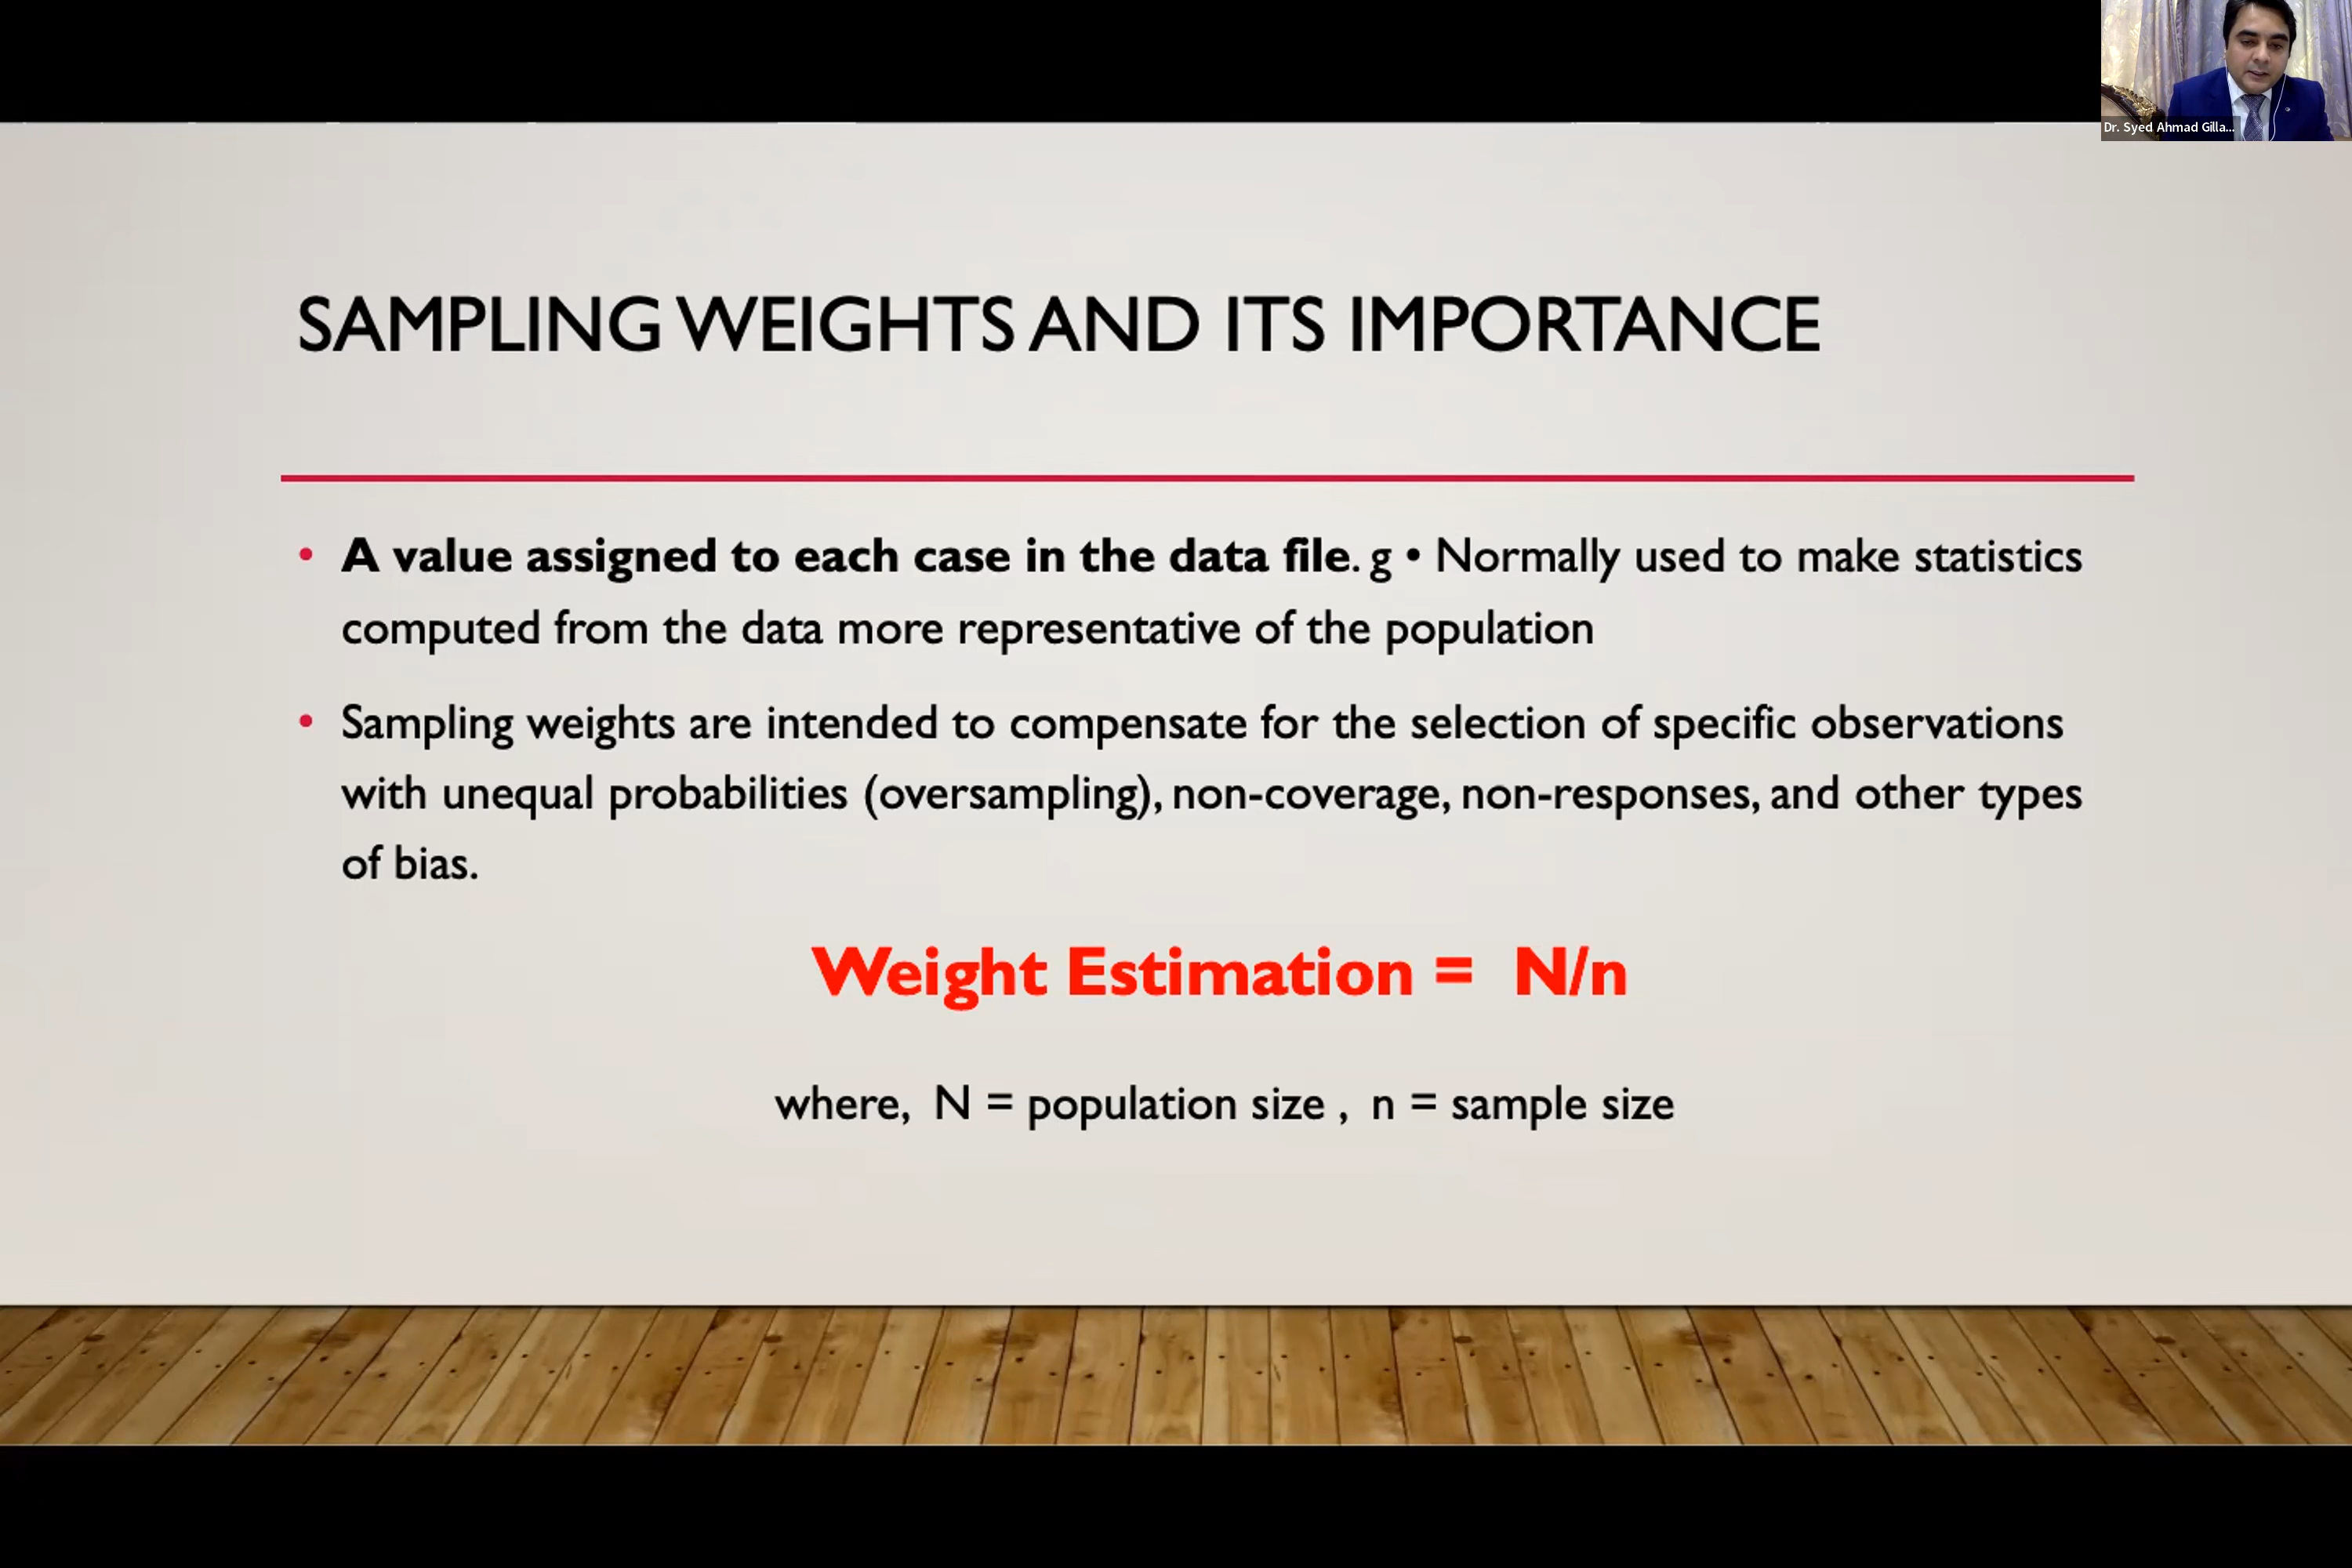 Dr. Syed Ahmad Gilla...
SAMPLING WEIGHTS AND ITS IMPORTANCE
• A value assigned to each case in the data file. g • Normally used to make statistics
computed from the data more representative of the population
• Sampling weights are intended to compensate for the selection of specific observations
with unequal probabilities (oversampling), non-coverage, non-responses, and other types
of bias.
Weight Estimation = N/n
where, N = population size , n = sample size